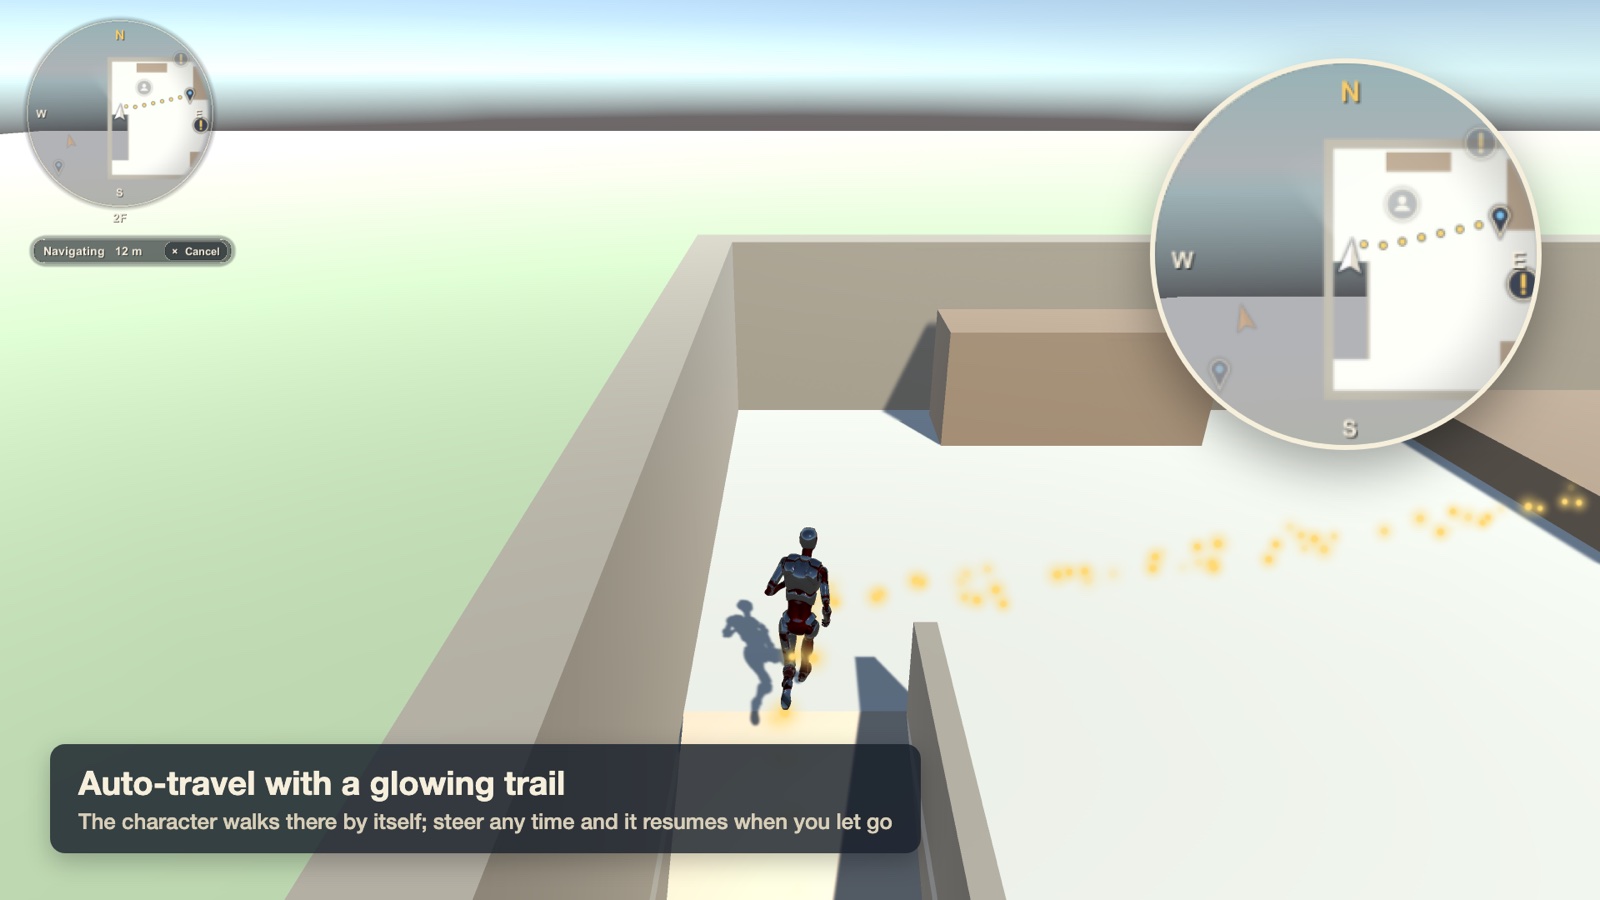 N
W
E
S
2F
Navigating 12 m × Cancel
N
W
E
S
Auto-travel with a glowing trail
The character walks there by itself; steer any time and it resumes when you let go